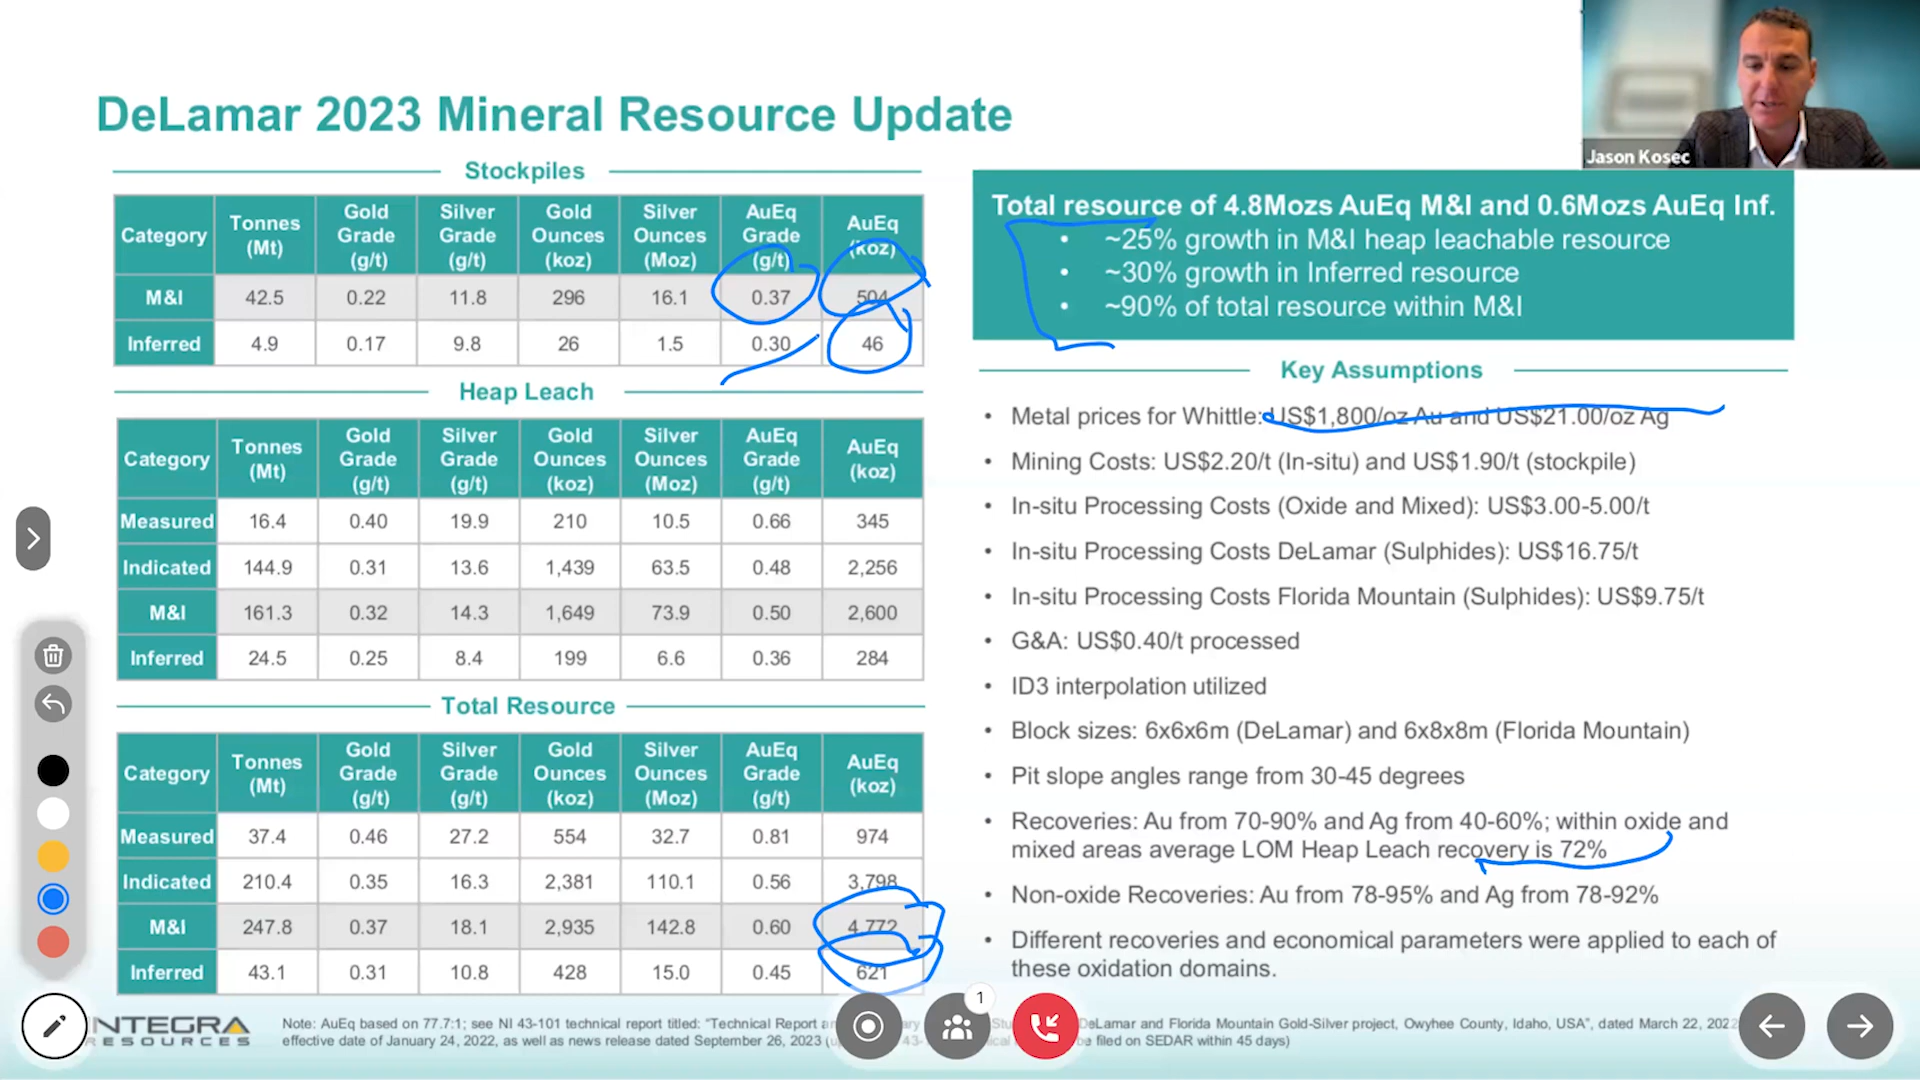 Jason Kosec
DeLamar 2023 Mineral Resource Update
Stockpiles
Category Tonnes (Mt) Gold Grade (g/t) Silver Grade (g/t) Gold Ounces (koz) Silver Ounces (Moz) AuEq Grade (g/t) AuEq (koz)
M&I 42.5 0.22 11.8 296 16.1 0.37 504
Inferred 4.9 0.17 9.8 26 1.5 0.30 46
Heap Leach
Category Tonnes (Mt) Gold Grade (g/t) Silver Grade (g/t) Gold Ounces (koz) Silver Ounces (Moz) AuEq Grade (g/t) AuEq (koz)
Measured 16.4 0.40 19.9 210 10.5 0.66 345
Indicated 144.9 0.31 13.6 1,439 63.5 0.48 2,256
M&I 161.3 0.32 14.3 1,649 73.9 0.50 2,600
Inferred 24.5 0.25 8.4 199 6.6 0.36 284
Total Resource
Category Tonnes (Mt) Gold Grade (g/t) Silver Grade (g/t) Gold Ounces (koz) Silver Ounces (Moz) AuEq Grade (g/t) AuEq (koz)
Measured 37.4 0.46 27.2 554 32.7 0.81 974
Indicated 210.4 0.35 16.3 2,381 110.1 0.56 3,798
M&I 247.8 0.37 18.1 2,935 142.8 0.60 4,772
Inferred 43.1 0.31 10.8 428 15.0 0.45 621
Total resource of 4.8Mozs AuEq M&I and 0.6Mozs AuEq Inf.
• ~25% growth in M&I heap leachable resource
• ~30% growth in Inferred resource
• ~90% of total resource within M&I
Key Assumptions
• Metal prices for Whittle: US$1,800/oz Au and US$21.00/oz Ag
• Mining Costs: US$2.20/t (In-situ) and US$1.90/t (stockpile)
• In-situ Processing Costs (Oxide and Mixed): US$3.00-5.00/t
• In-situ Processing Costs DeLamar (Sulphides): US$16.75/t
• In-situ Processing Costs Florida Mountain (Sulphides): US$9.75/t
• G&A: US$0.40/t processed
• ID3 interpolation utilized
• Block sizes: 6x6x6m (DeLamar) and 6x8x8m (Florida Mountain)
• Pit slope angles range from 30-45 degrees
• Recoveries: Au from 70-90% and Ag from 40-60%; within oxide and
mixed areas average LOM Heap Leach recovery is 72%
• Non-oxide Recoveries: Au from 78-95% and Ag from 78-92%
• Different recoveries and economical parameters were applied to each of
these oxidation domains.
1
NTEGRA
RESOURCES
Note: AuEq based on 77.7:1; see NI 43-101 technical report titled: "Technical Report DeLamar and Florida Mountain Gold-Silver project, Owyhee County, Idaho, USA", dated March 22, 2022
effective date of January 24, 2022, as well as news release dated September 26, 2023 be filed on SEDAR within 45 days)